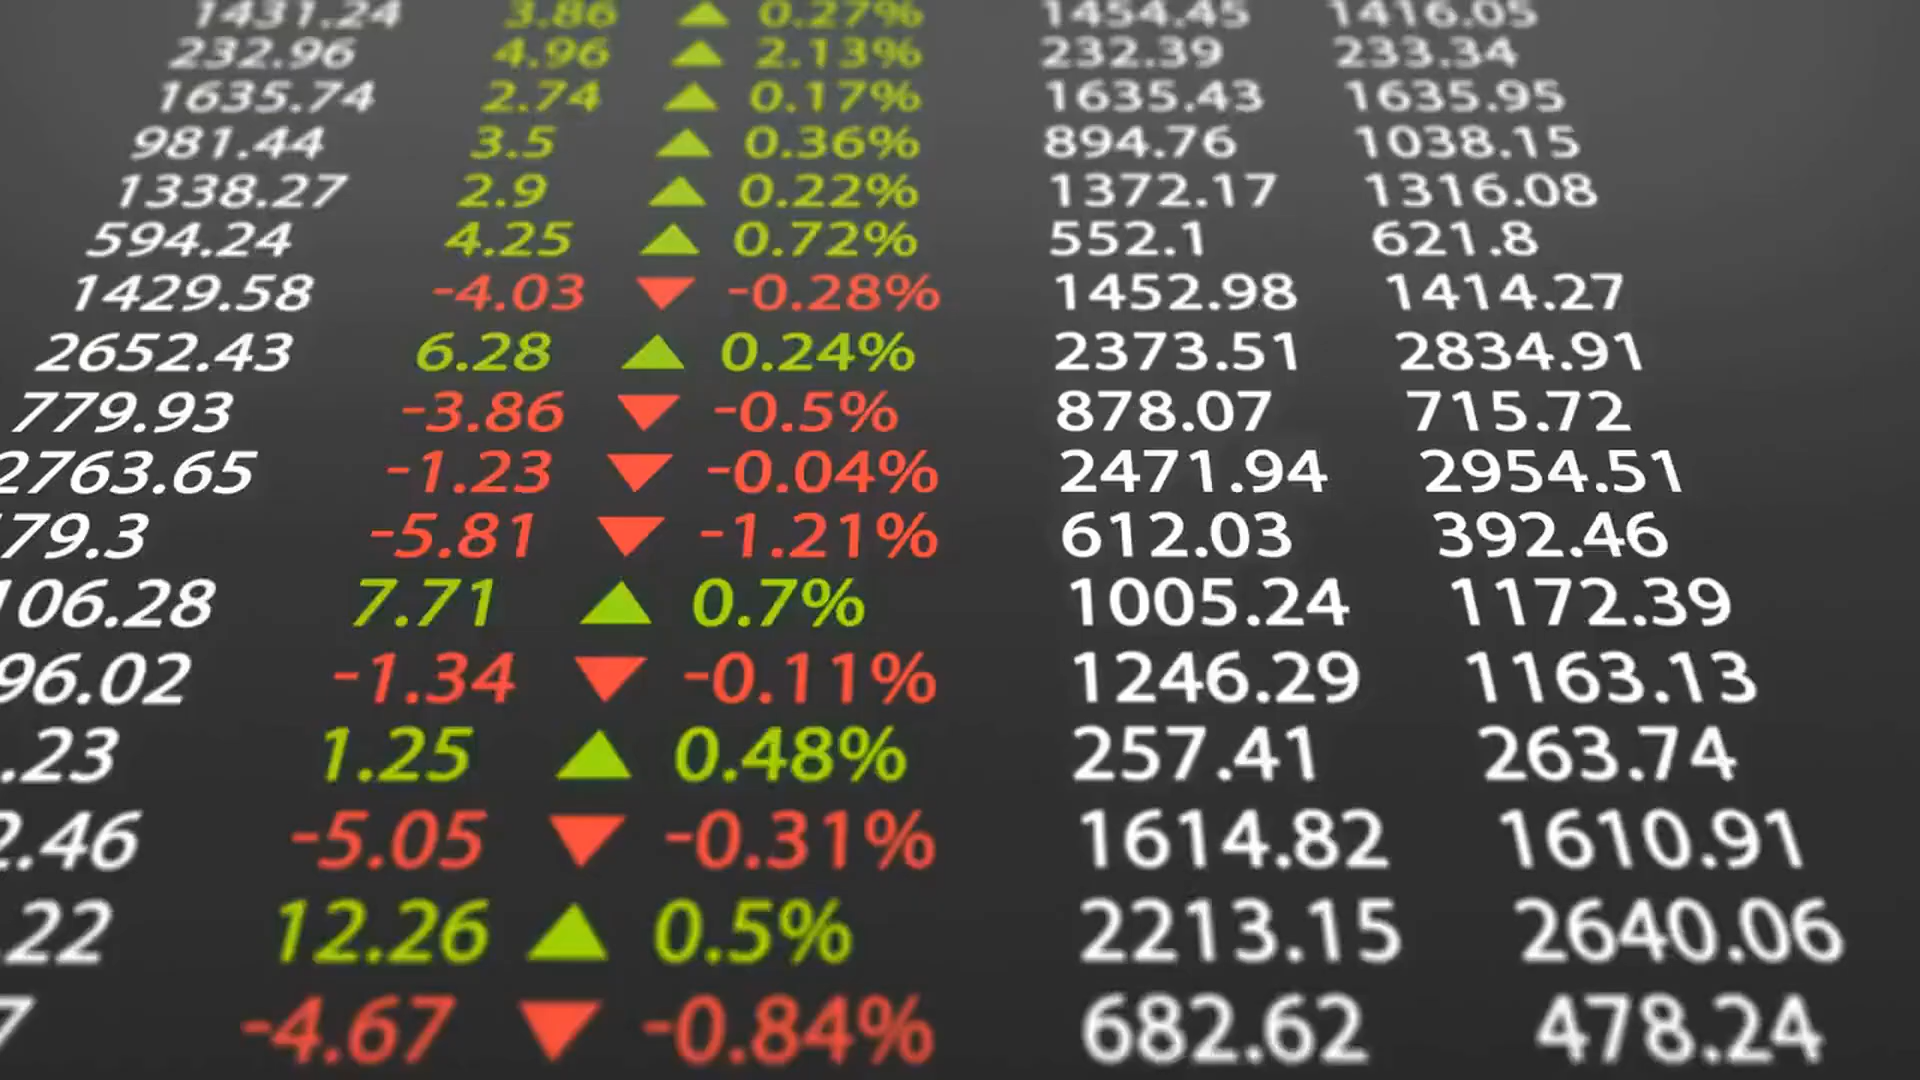 1431.24 3.86 ▲ 0.27% 1454.45 1416.05
232.96 4.96 ▲ 2.13% 232.39 233.34
1635.74 2.74 ▲ 0.17% 1635.43 1635.95
981.44 3.5 ▲ 0.36% 894.76 1038.15
1338.27 2.9 ▲ 0.22% 1372.17 1316.08
594.24 4.25 ▲ 0.72% 552.1 621.8
1429.58 -4.03 ▼ -0.28% 1452.98 1414.27
2652.43 6.28 ▲ 0.24% 2373.51 2834.91
779.93 -3.86 ▼ -0.5% 878.07 715.72
2763.65 -1.23 ▼ -0.04% 2471.94 2954.51
79.3 -5.81 ▼ -1.21% 612.03 392.46
106.28 7.71 ▲ 0.7% 1005.24 1172.39
96.02 -1.34 ▼ -0.11% 1246.29 1163.13
.23 1.25 ▲ 0.48% 257.41 263.74
2.46 -5.05 ▼ -0.31% 1614.82 1610.91
.22 12.26 ▲ 0.5% 2213.15 2640.06
7 -4.67 ▼ -0.84% 682.62 478.24